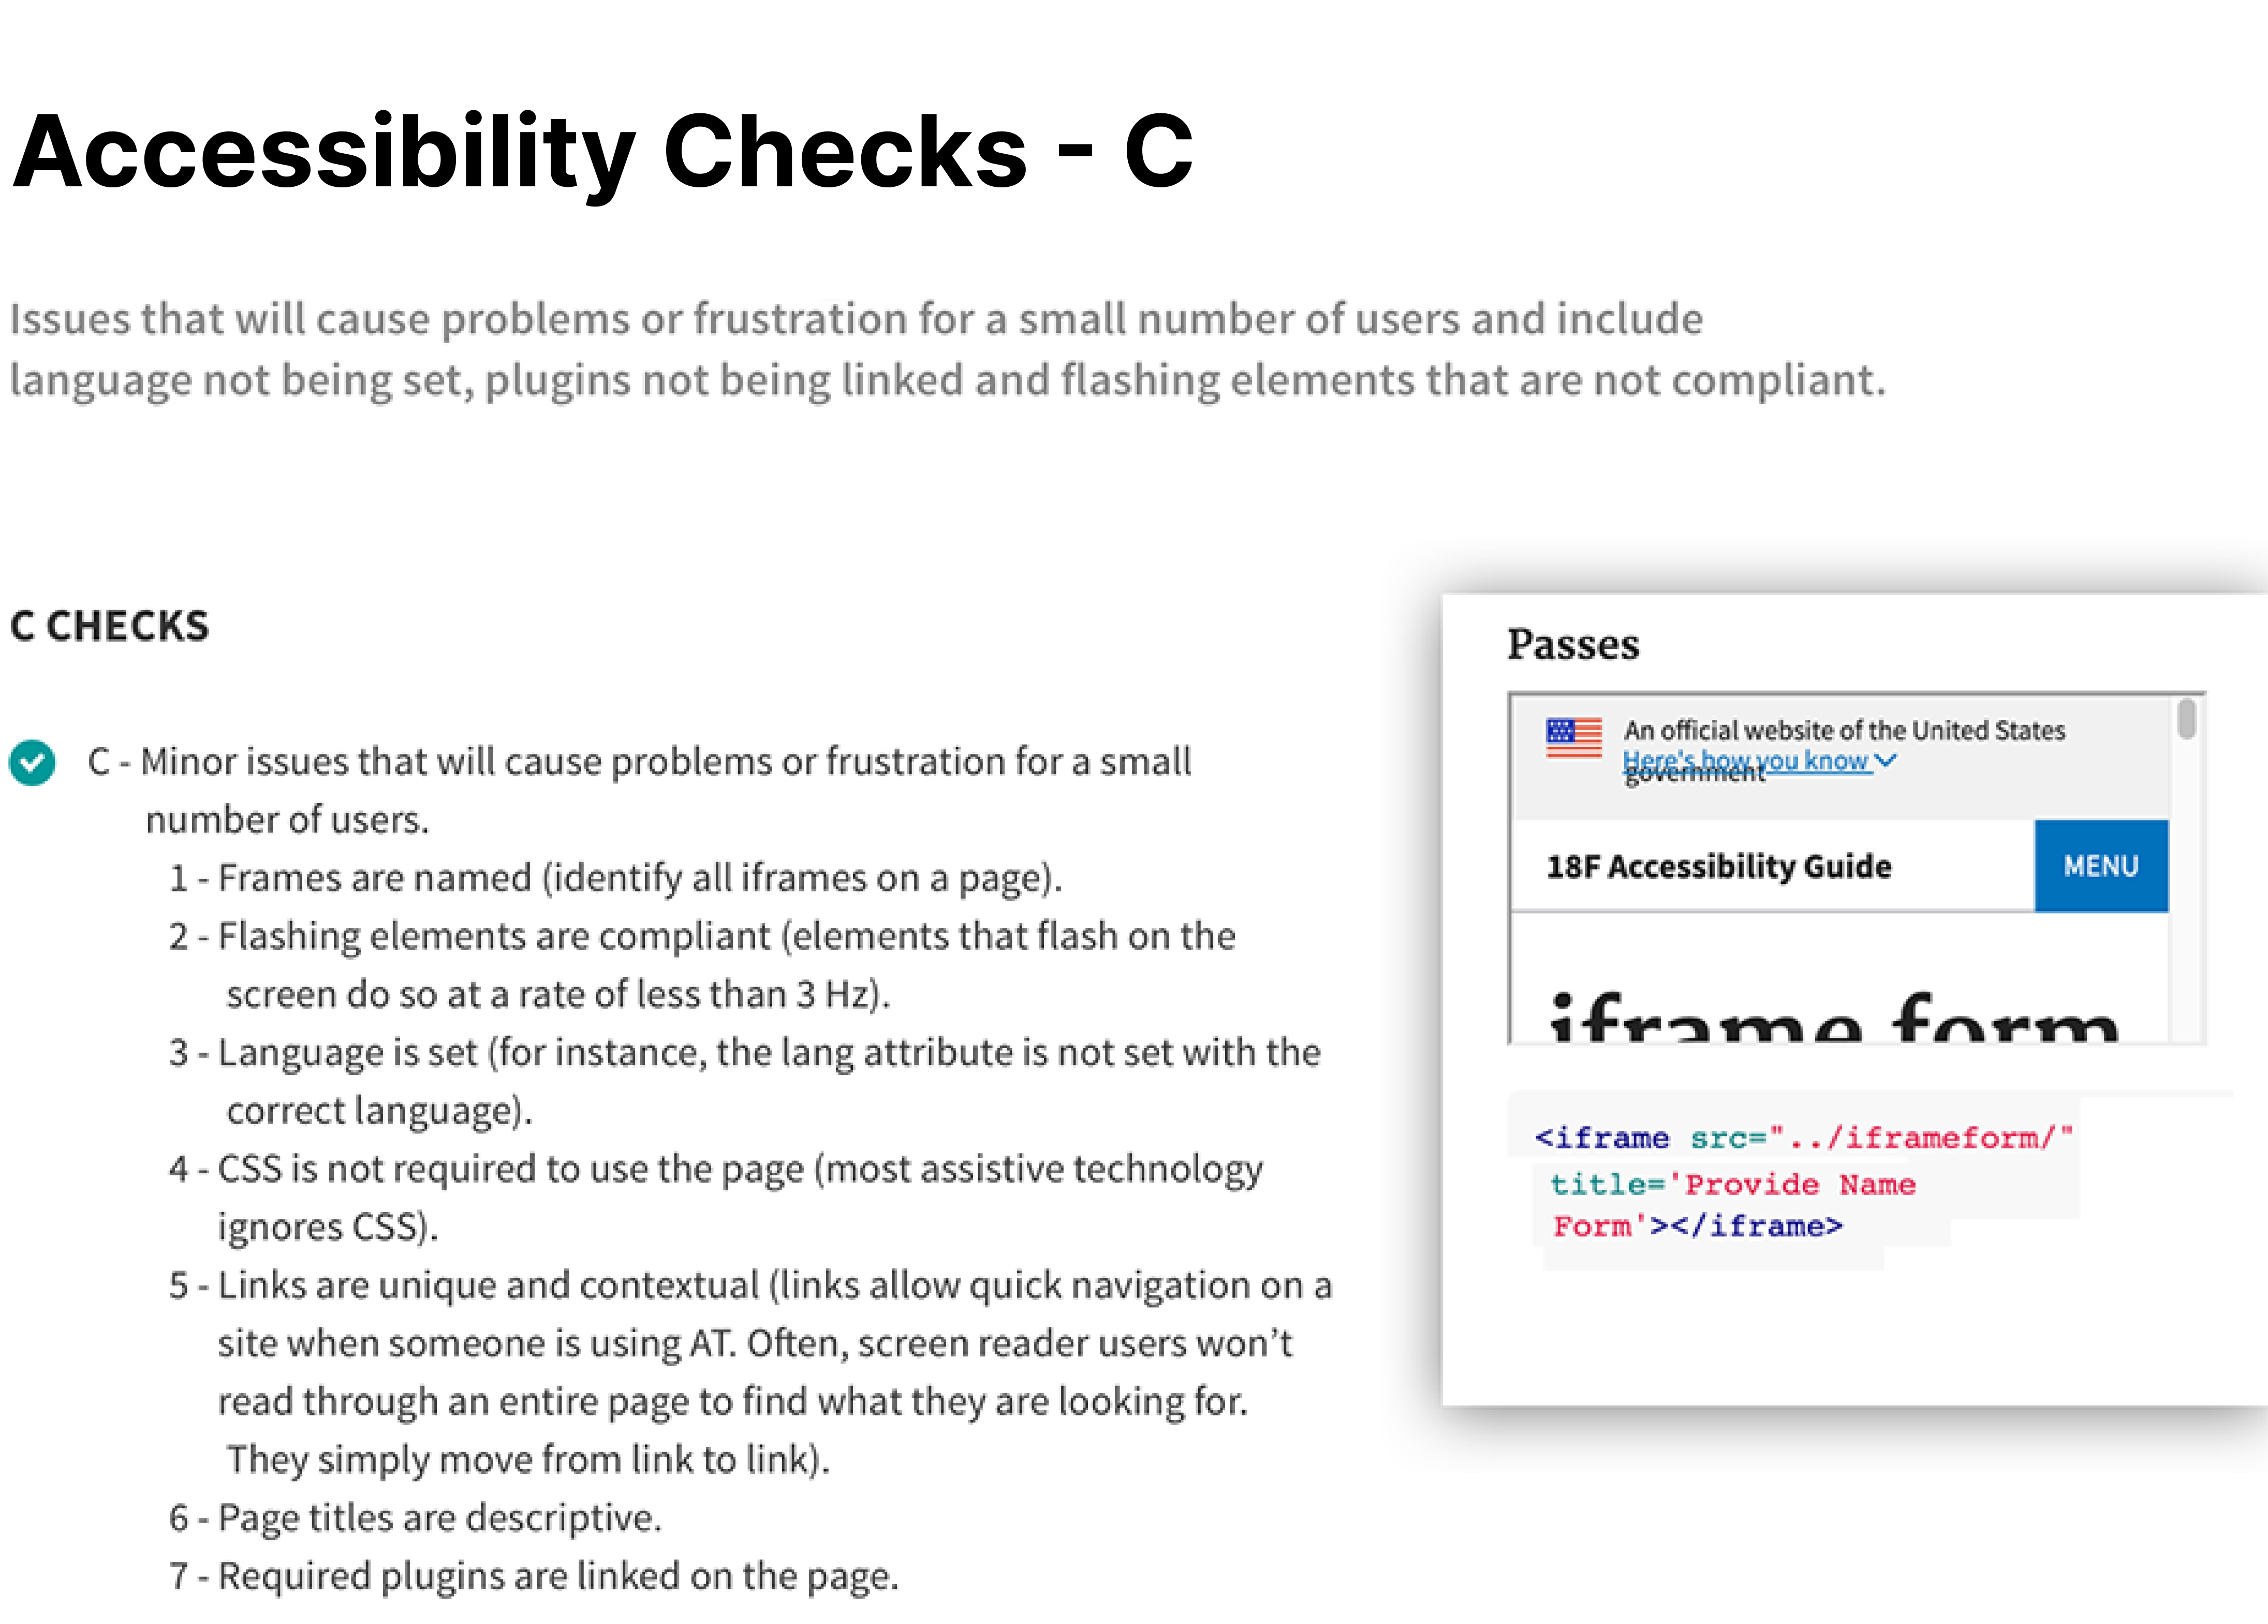 Accessibility Checks - C
Issues that will cause problems or frustration for a small number of users and include
language not being set, plugins not being linked and flashing elements that are not compliant.
C CHECKS
C - Minor issues that will cause problems or frustration for a small
number of users.
1 - Frames are named (identify all iframes on a page).
2 - Flashing elements are compliant (elements that flash on the
screen do so at a rate of less than 3 Hz).
3 - Language is set (for instance, the lang attribute is not set with the
correct language).
4 - CSS is not required to use the page (most assistive technology
ignores CSS).
5 - Links are unique and contextual (links allow quick navigation on a
site when someone is using AT. Often, screen reader users won’t
read through an entire page to find what they are looking for.
They simply move from link to link).
6 - Page titles are descriptive.
7 - Required plugins are linked on the page.
Passes
An official website of the United States
Here's how you know
government
18F Accessibility Guide
MENU
iframe form
<iframe src="../iframeform/"
title='Provide Name
Form'></iframe>